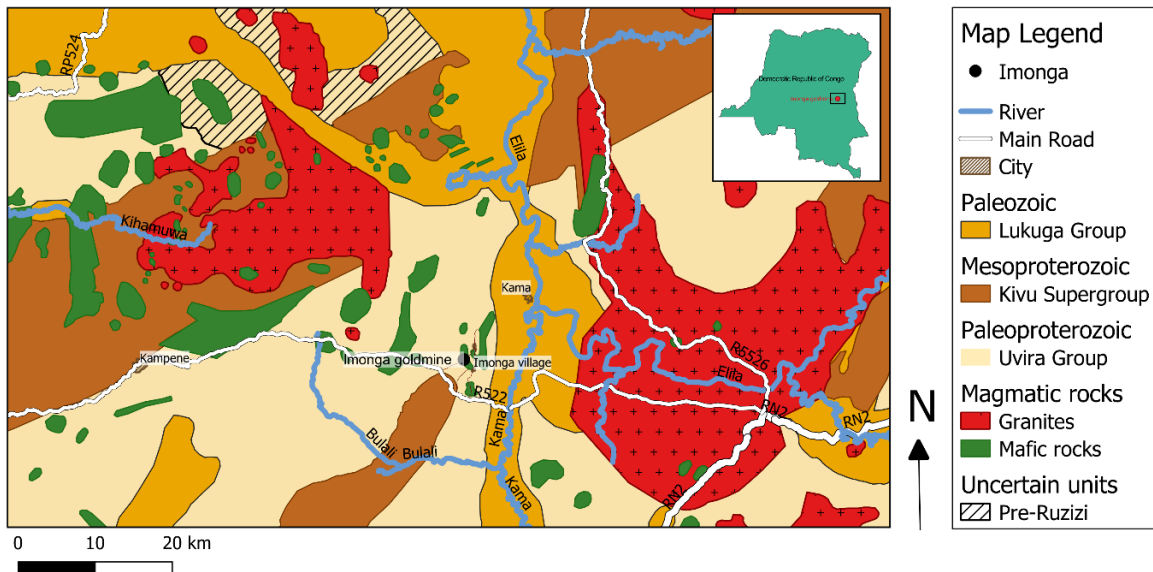 RP524
Elila
Kihamuwa
Kama
Kampene
Imonga goldmine
Imonga village
R522
Kama
Bulali
Bulali
Kama
R5526
Elila
RN2
RN2
RN2
Democratic Republic of Congo
N
0 10 20 km
Map Legend
Imonga
River
Main Road
City
Paleozoic
Lukuga Group
Mesoproterozoic
Kivu Supergroup
Paleoproterozoic
Uvira Group
Magmatic rocks
Granites
Mafic rocks
Uncertain units
Pre-Ruzizi